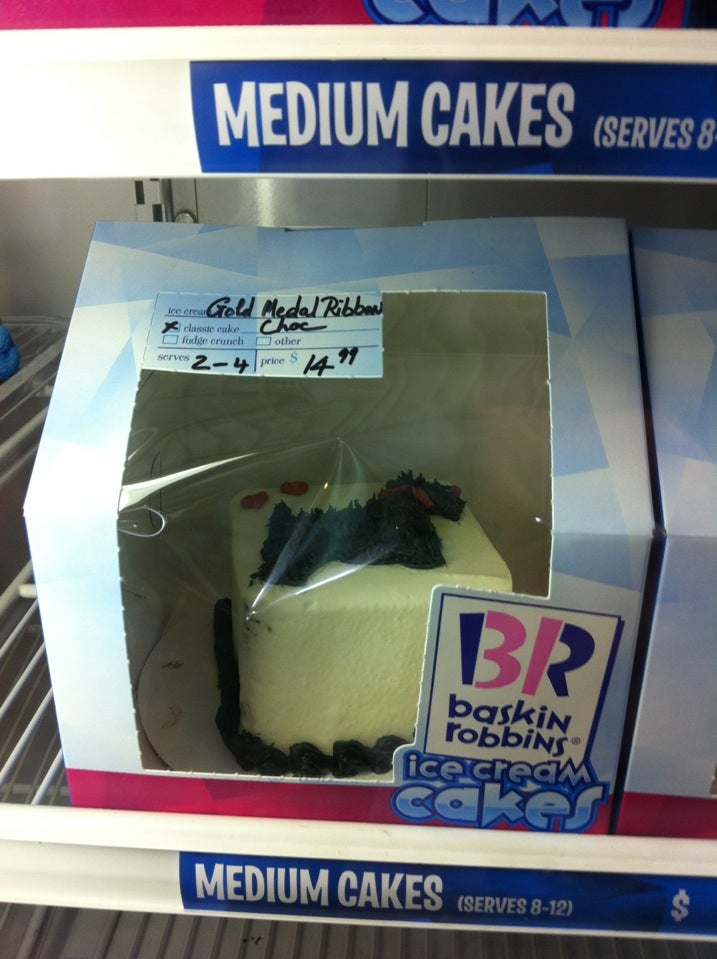 cakes
MEDIUM CAKES (SERVES 8-
ice cream Gold Medal Ribbon
x classic cake Choc
fudge crunch other
serves 2-4 price $ 14.99
BR
baskin
robbins®
ice cream
cakes
MEDIUM CAKES (SERVES 8-12) $